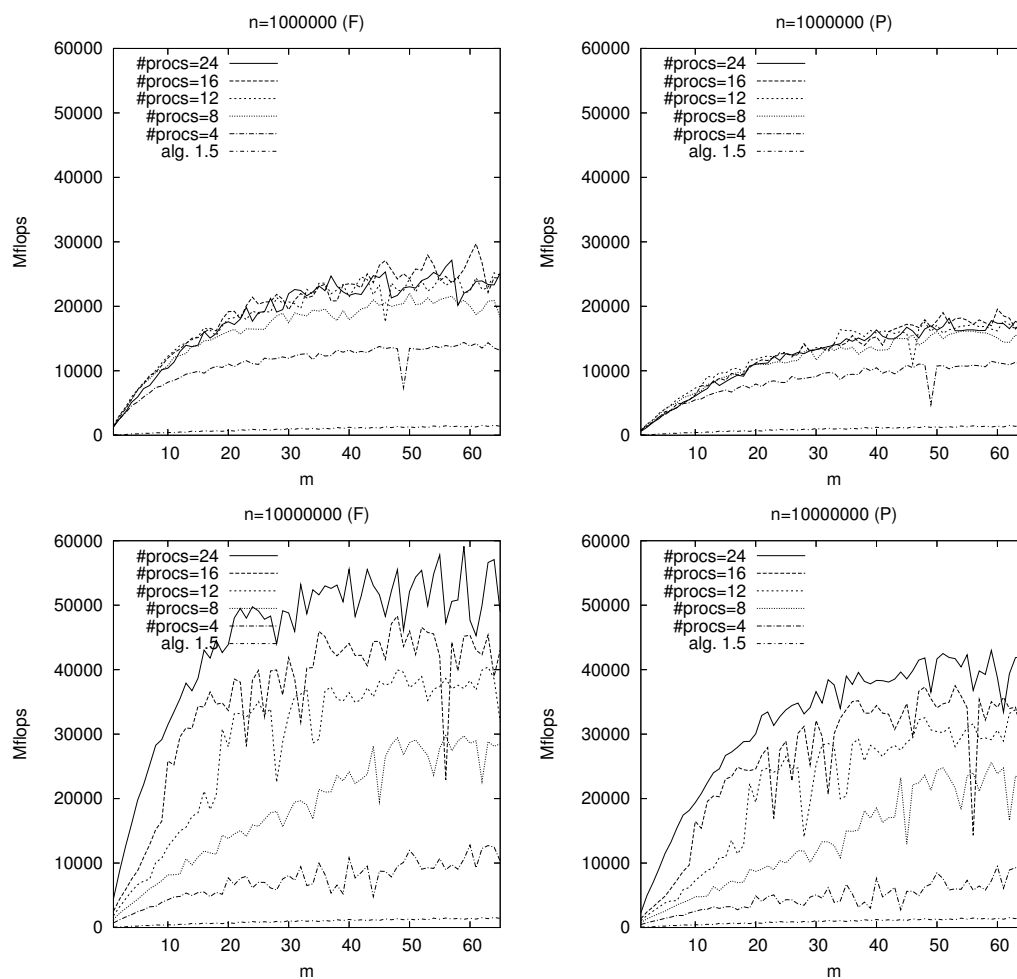 n=1000000 (F)
60000
50000
40000
30000
20000
10000
0
Mflops
#procs=24
#procs=16
#procs=12
#procs=8
#procs=4
alg. 1.5
10 20 30 40 50 60
m
n=1000000 (P)
60000
50000
40000
30000
20000
10000
0
Mflops
#procs=24
#procs=16
#procs=12
#procs=8
#procs=4
alg. 1.5
10 20 30 40 50 60
m
n=10000000 (F)
60000
50000
40000
30000
20000
10000
0
Mflops
#procs=24
#procs=16
#procs=12
#procs=8
#procs=4
alg. 1.5
10 20 30 40 50 60
m
n=10000000 (P)
60000
50000
40000
30000
20000
10000
0
Mflops
#procs=24
#procs=16
#procs=12
#procs=8
#procs=4
alg. 1.5
10 20 30 40 50 60
m